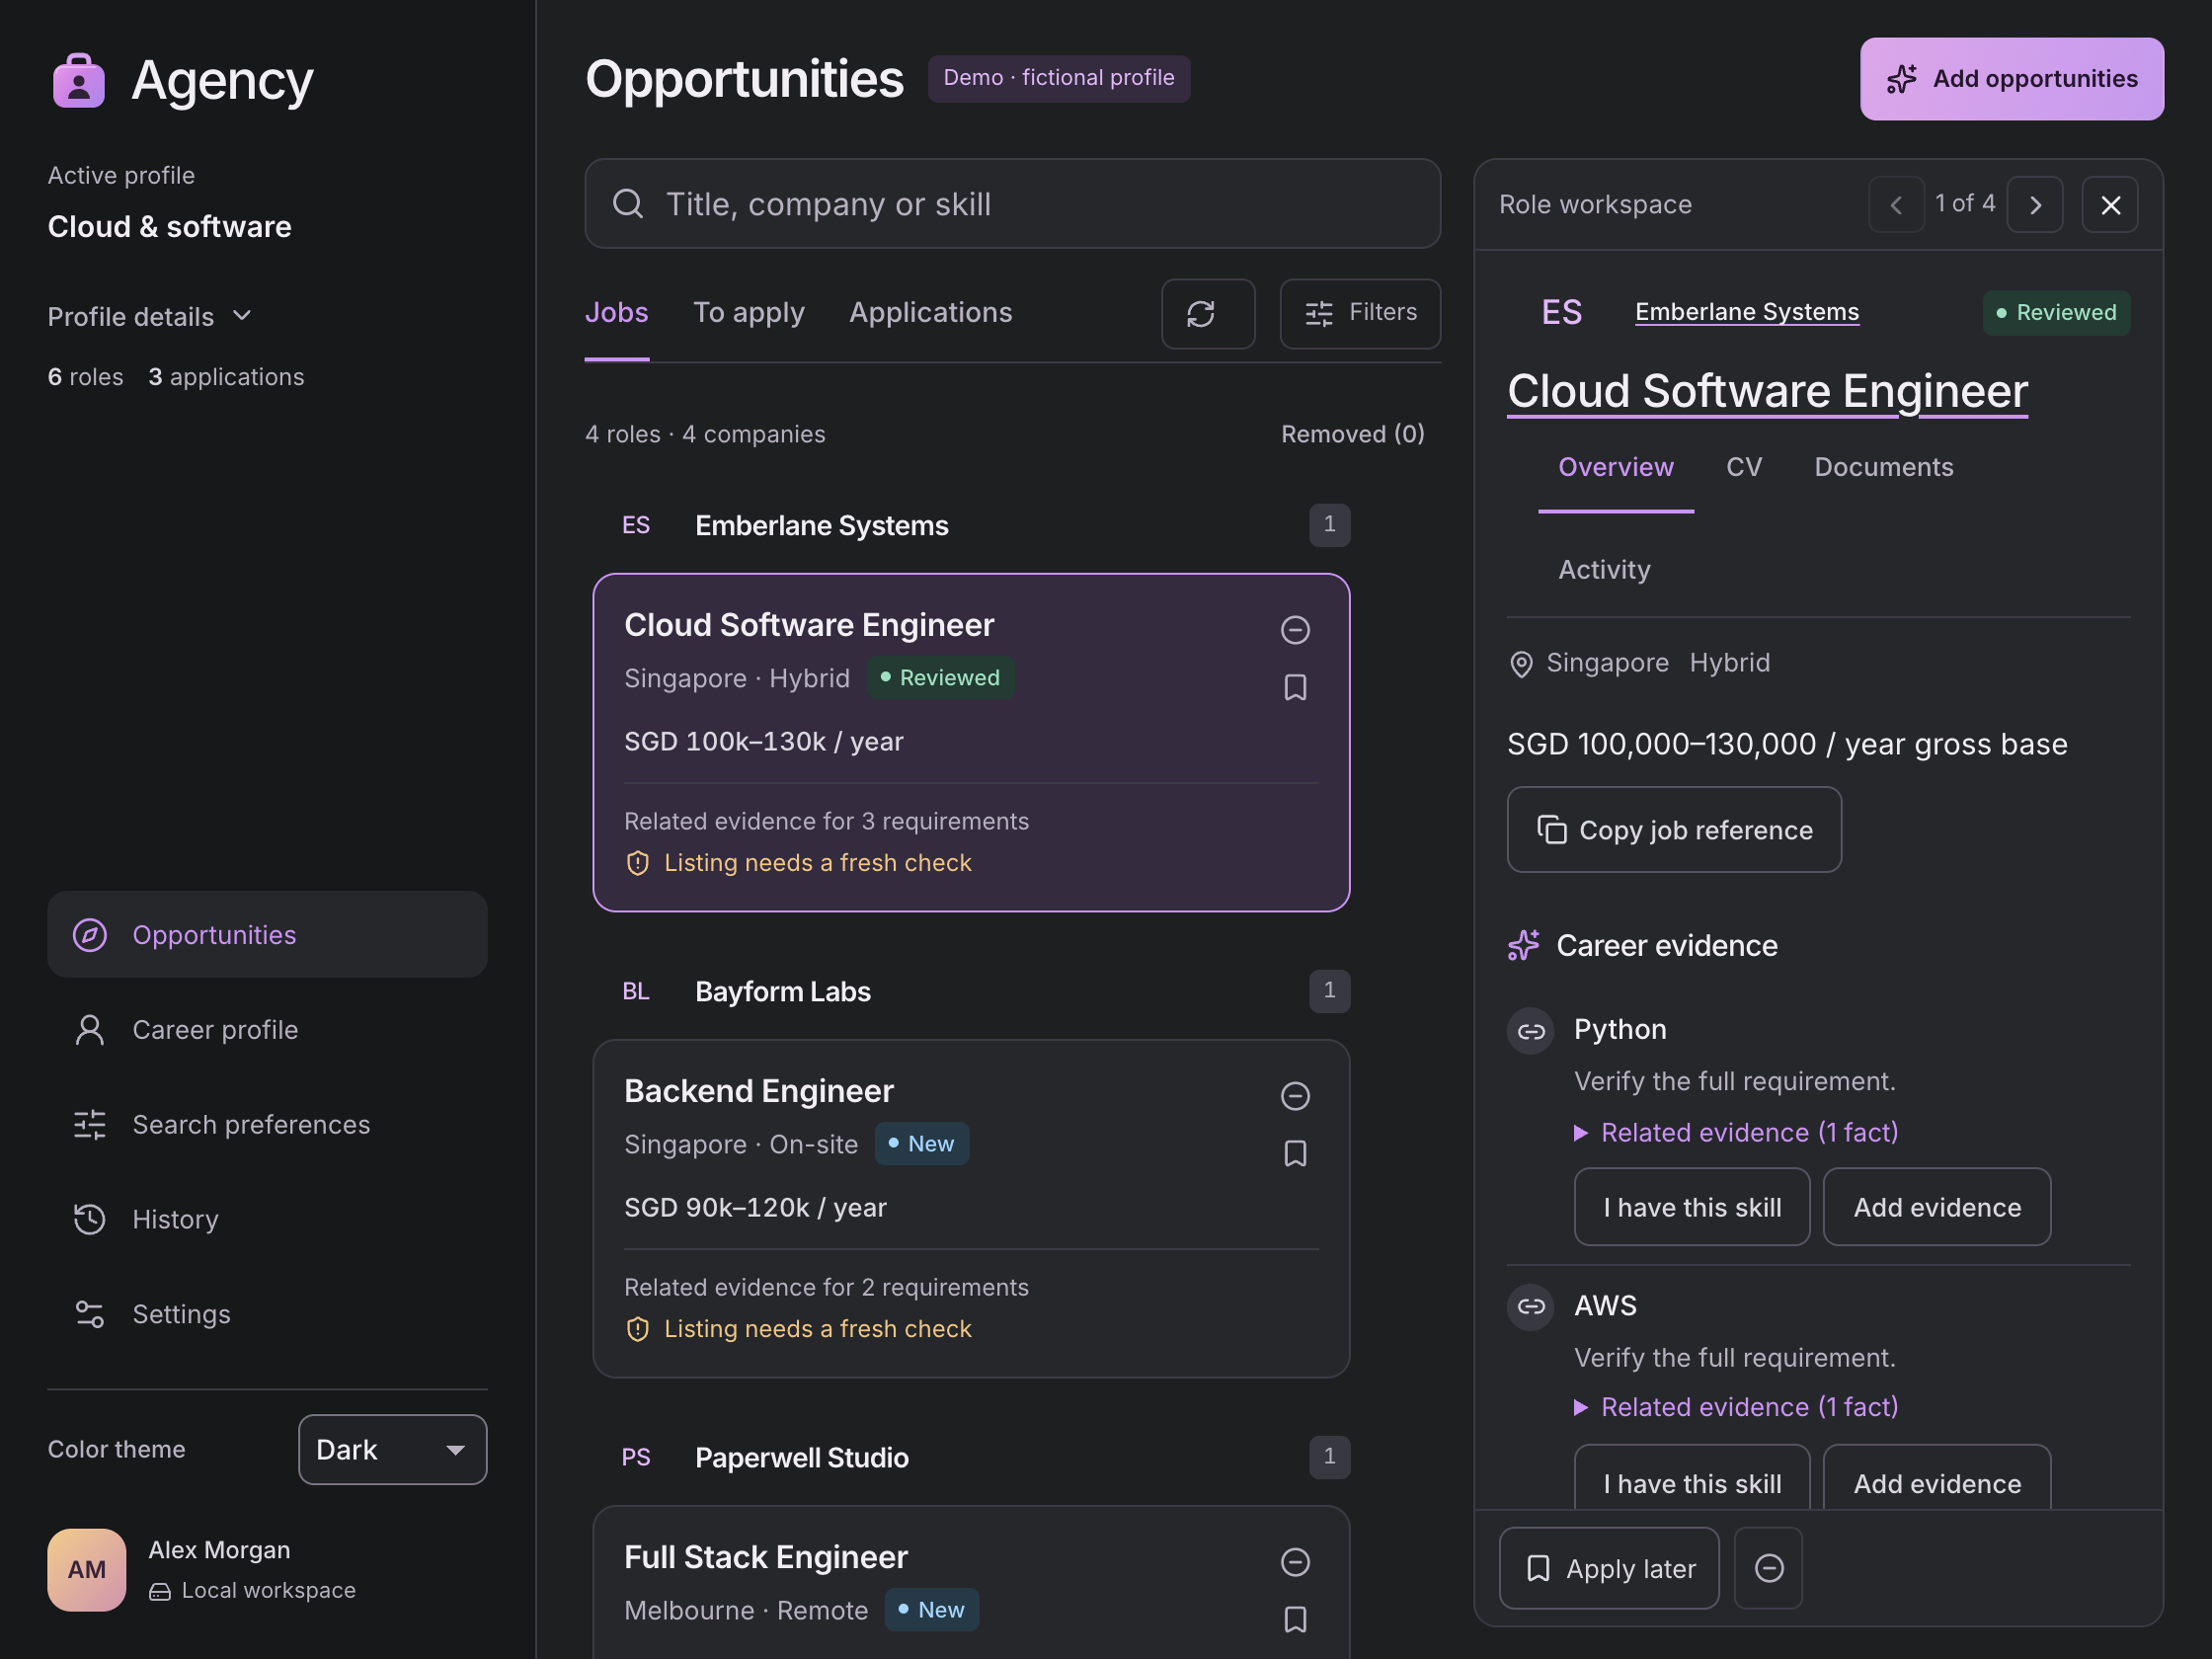 Agency
Active profile
Cloud & software
Profile details
6 roles 3 applications
Opportunities
Career profile
Search preferences
History
Settings
Color theme
Dark
AM
Alex Morgan
Local workspace
Opportunities
Demo · fictional profile
Add opportunities
Title, company or skill
Jobs
To apply
Applications
Filters
4 roles · 4 companies
Removed (0)
ES
Emberlane Systems
1
Cloud Software Engineer
Singapore · Hybrid
Reviewed
SGD 100k–130k / year
Related evidence for 3 requirements
Listing needs a fresh check
BL
Bayform Labs
1
Backend Engineer
Singapore · On-site
New
SGD 90k–120k / year
Related evidence for 2 requirements
Listing needs a fresh check
PS
Paperwell Studio
1
Full Stack Engineer
Melbourne · Remote
New
Role workspace
1 of 4
ES
Emberlane Systems
Reviewed
Cloud Software Engineer
Overview
CV
Documents
Activity
Singapore Hybrid
SGD 100,000–130,000 / year gross base
Copy job reference
Career evidence
Python
Verify the full requirement.
Related evidence (1 fact)
I have this skill
Add evidence
AWS
Verify the full requirement.
Related evidence (1 fact)
I have this skill
Add evidence
Apply later